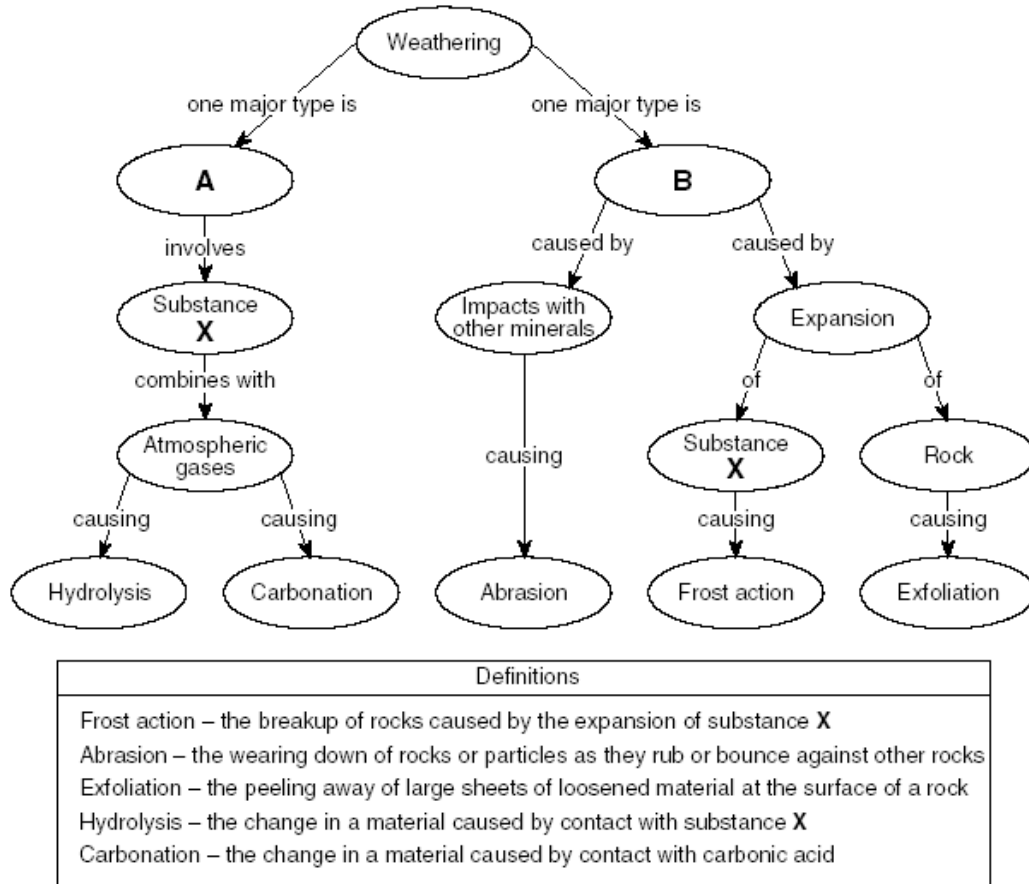 Weathering
one major type is
one major type is
A
B
involves
caused by
caused by
Substance
X
Impacts with
other minerals
Expansion
combines with
of
of
Atmospheric
gases
causing
Substance
X
Rock
causing
causing
causing
causing
Hydrolysis
Carbonation
Abrasion
Frost action
Exfoliation
Definitions
Frost action – the breakup of rocks caused by the expansion of substance X
Abrasion – the wearing down of rocks or particles as they rub or bounce against other rocks
Exfoliation – the peeling away of large sheets of loosened material at the surface of a rock
Hydrolysis – the change in a material caused by contact with substance X
Carbonation – the change in a material caused by contact with carbonic acid